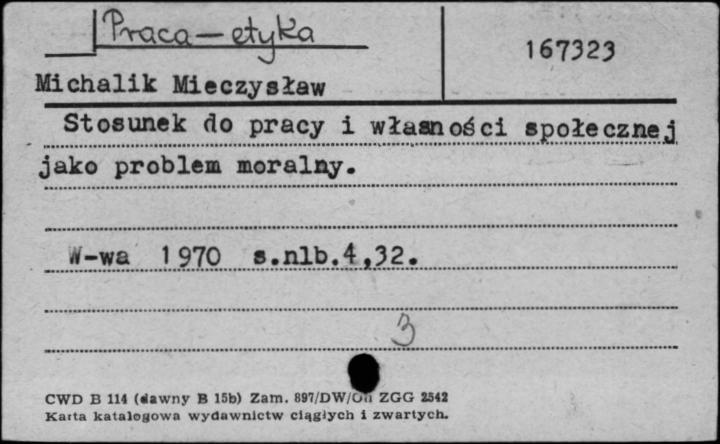 Praca — etyka
167323
Michalik Mieczysław
Stosunek do pracy i własności społecznej
jako problem moralny.
W-wa 1970 s.nlb.4,32.
3
CWD B 114 (dawny B 15b) Zam. 897/DW/On ZGG 2542
Karta katalogowa wydawnictw ciągłych i zwartych.